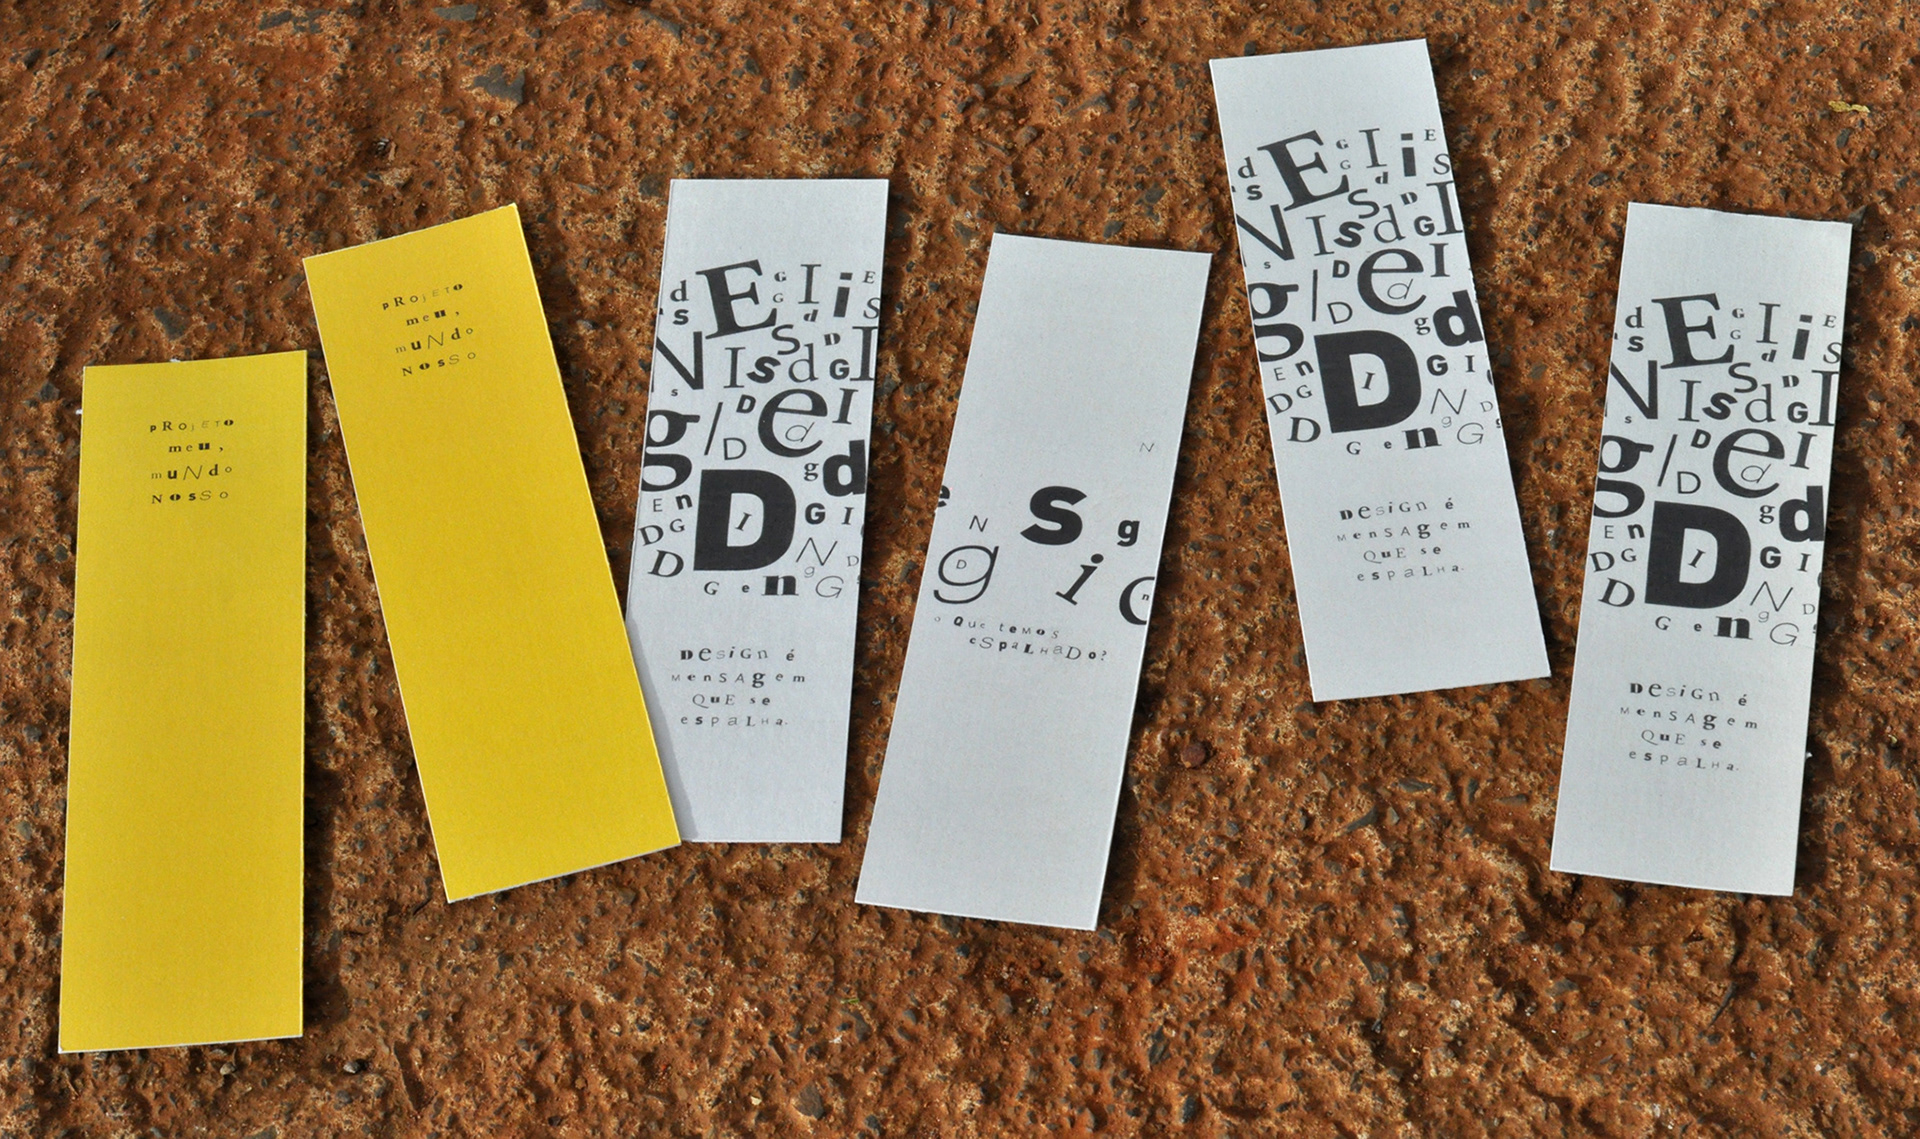 pRojeTo
meu,
muNdo
NosSo
pRojeTo
meu,
muNdo
NosSo
d E G I i E
s G d S
N I s S d D G I
s D e I
g / D d g d
E n D I G I
D G N D
D G e n g G
DesiGn é
MenSAgem
QuE se
espaLHa.
N
e N s g
g D i G n
o Que teMoS
eSpaLHaDo?
d E G I i E
s G d S
N I s S d D G I
s D e I
g / D d g d
E n D I G I
D G N D
D G e n g G
DesiGn é
MenSAgem
QuE se
espaLHa.
d E G I i E
s G d S
N I s S d D G I
s D e I
g / D d g d
E n D I G I
D G N D
D G e n g G
DesiGn é
MenSAgem
QuE se
espaLHa.